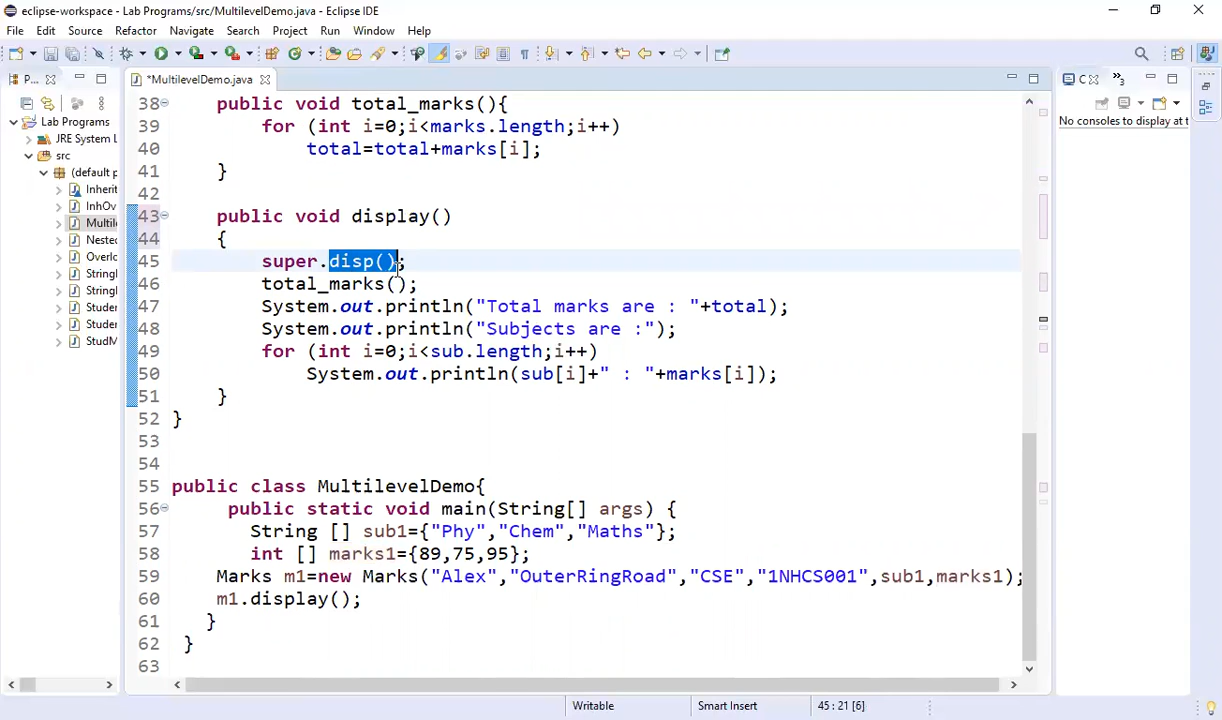 eclipse-workspace - Lab Programs/src/MultilevelDemo.java - Eclipse IDE
File Edit Source Refactor Navigate Search Project Run Window Help
P... *MultilevelDemo.java C
Lab Programs
JRE System L
src
(default p
Inherit
InhOv
Multile
Nested
Overlo
StringI
StringI
Studer
Studer
StudM
38 public void total_marks(){
39 for (int i=0;i<marks.length;i++)
40 total=total+marks[i];
41 }
42
43 public void display()
44 {
45 super.disp();
46 total_marks();
47 System.out.println("Total marks are : "+total);
48 System.out.println("Subjects are :");
49 for (int i=0;i<sub.length;i++)
50 System.out.println(sub[i]+" : "+marks[i]);
51 }
52 }
53
54
55 public class MultilevelDemo{
56 public static void main(String[] args) {
57 String [] sub1={"Phy","Chem","Maths"};
58 int [] marks1={89,75,95};
59 Marks m1=new Marks("Alex","OuterRingRoad","CSE","1NHCS001",sub1,marks1);
60 m1.display();
61 }
62 }
63
No consoles to display at t
Writable Smart Insert 45 : 21 [6]